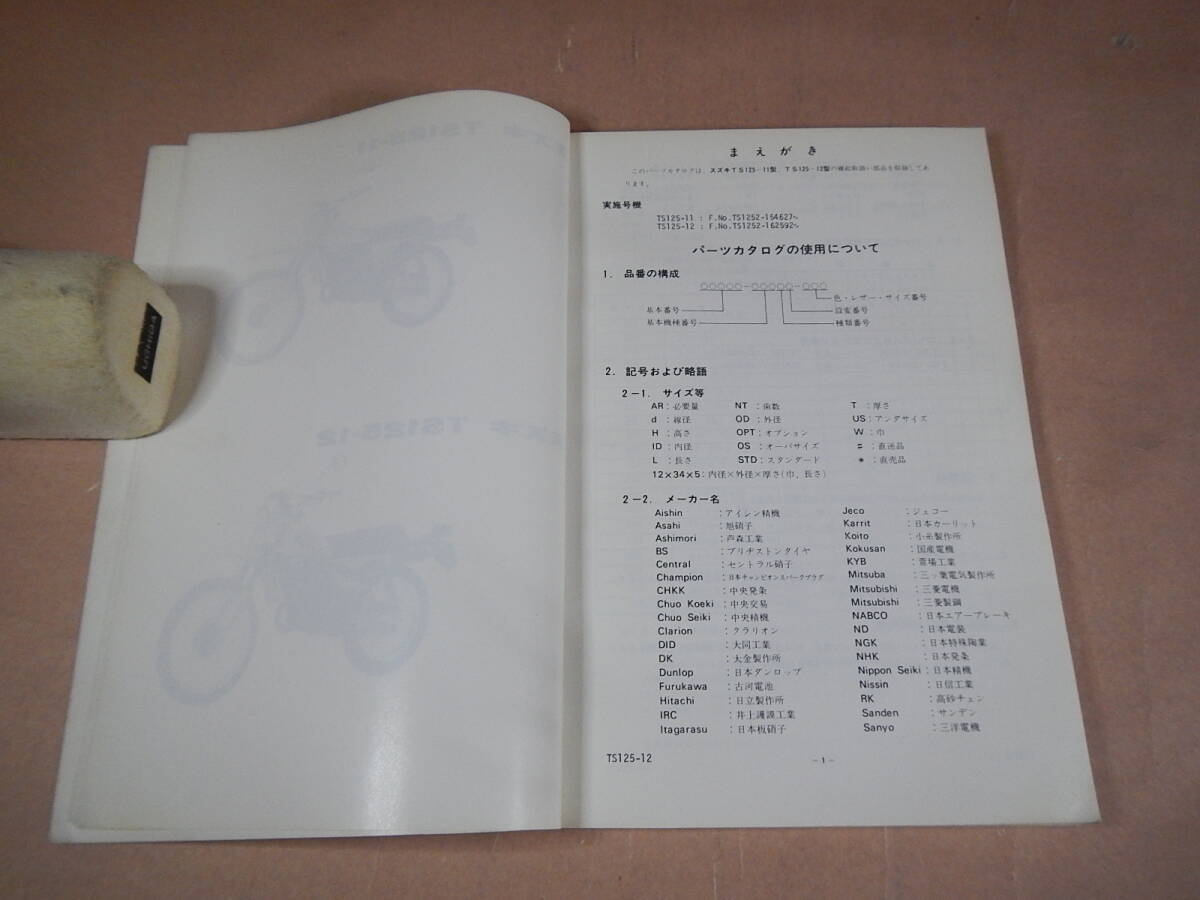 まえがき
このパーツカタログは、スズキTS125-11型、TS125-12型の補給取扱い部品を収録してあ
ります。
実施号機
TS125-11 : F.No.TS1252-154627~
TS125-12 : F.No.TS1252-162592~
パーツカタログの使用について
1. 品番の構成
○○○○○-○○○○○-○○○
色・レザー・サイズ番号
基本番号 設変番号
基本機種番号 種類番号
2. 記号および略語
2-1. サイズ等
AR:必要量 NT:歯数 T:厚さ
d:線径 OD:外径 US:アンダサイズ
H:高さ OPT:オプション W:巾
ID:内径 OS:オーバサイズ =:直送品
L:長さ STD:スタンダード *:直売品
12×34×5:内径×外径×厚さ(巾、長さ)
2-2. メーカー名
Aishin:アイシン精機
Asahi:旭硝子
Ashimori:芦森工業
BS:ブリヂストンタイヤ
Central:セントラル硝子
Champion:日本チャンピオンスパークプラグ
CHKK:中央発条
Chuo Koeki:中央交易
Chuo Seiki:中央精機
Clarion:クラリオン
DID:大同工業
DK:大金製作所
Dunlop:日本ダンロップ
Furukawa:古河電池
Hitachi:日立製作所
IRC:井上護謨工業
Itagarasu:日本板硝子
Jeco:ジェコー
Karrit:日本カーリット
Koito:小糸製作所
Kokusan:国産電機
KYB:萱場工業
Mitsuba:三ッ葉電気製作所
Mitsubishi:三菱電機
Mitsubishi:三菱製鋼
NABCO:日本エアーブレーキ
ND:日本電装
NGK:日本特殊陶業
NHK:日本発条
Nippon Seiki:日本精機
Nissin:日信工業
RK:高砂チェン
Sanden:サンデン
Sanyo:三洋電機
TS125-12
-1-